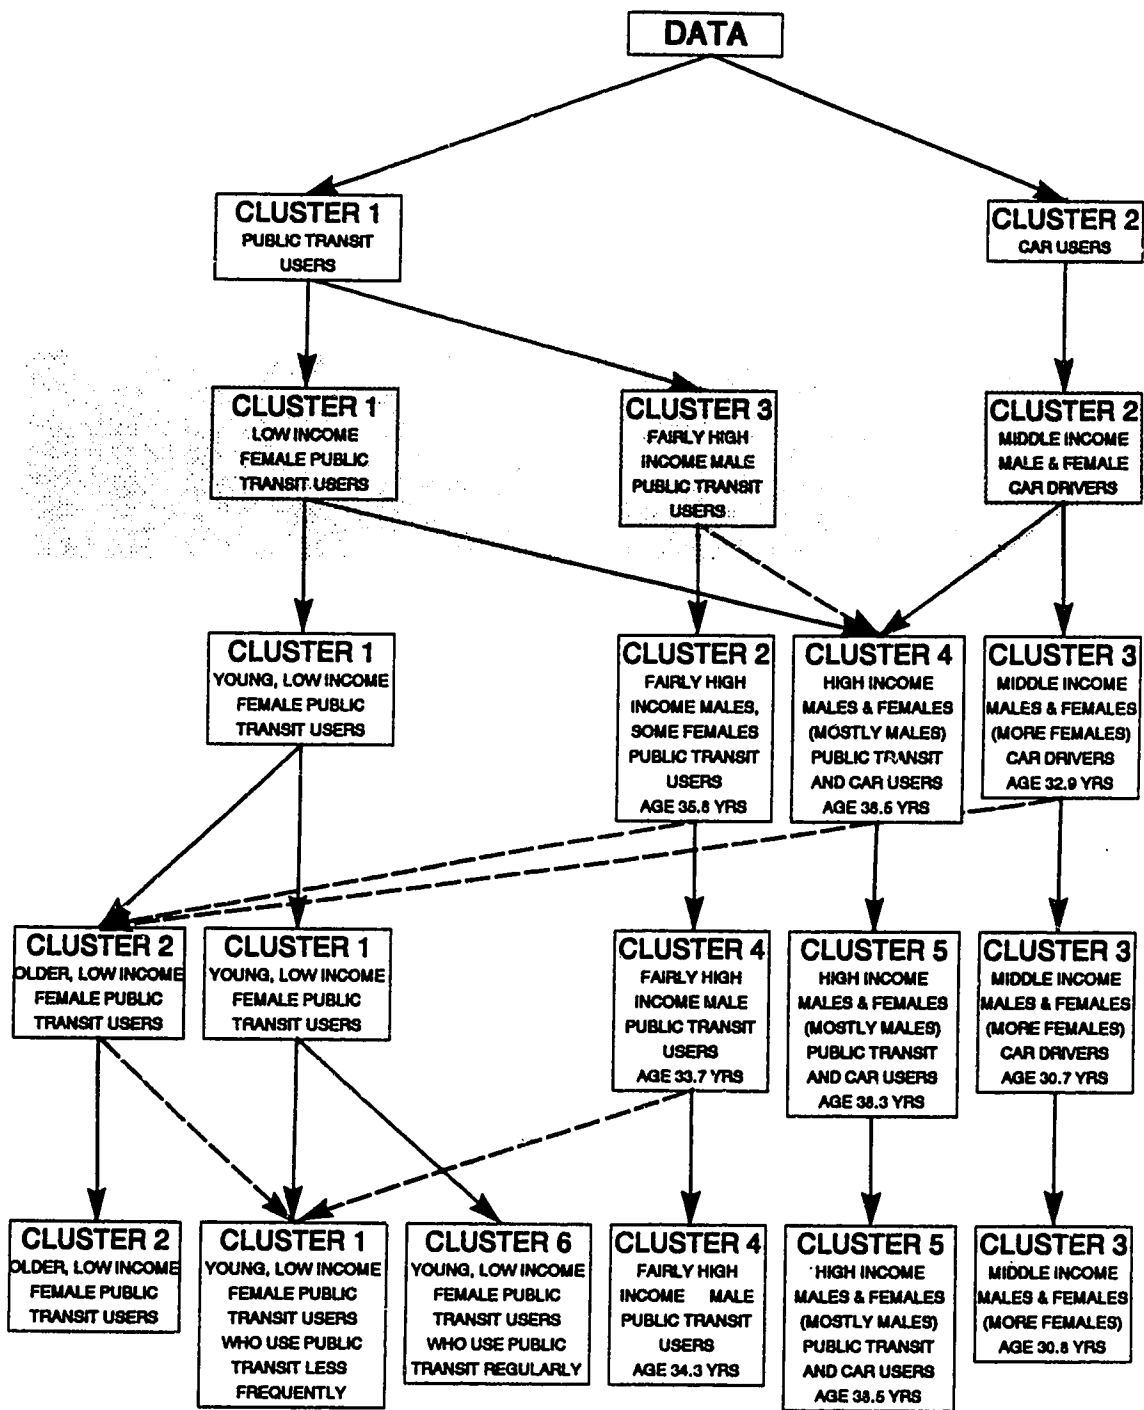 DATA
CLUSTER 1
PUBLIC TRANSIT
USERS
CLUSTER 2
CAR USERS
CLUSTER 1
LOW INCOME
FEMALE PUBLIC
TRANSIT USERS
CLUSTER 3
FAIRLY HIGH
INCOME MALE
PUBLIC TRANSIT
USERS
CLUSTER 2
MIDDLE INCOME
MALE & FEMALE
CAR DRIVERS
CLUSTER 1
YOUNG, LOW INCOME
FEMALE PUBLIC
TRANSIT USERS
CLUSTER 2
FAIRLY HIGH
INCOME MALES,
SOME FEMALES
PUBLIC TRANSIT
USERS
AGE 35.8 YRS
CLUSTER 4
HIGH INCOME
MALES & FEMALES
(MOSTLY MALES)
PUBLIC TRANSIT
AND CAR USERS
AGE 38.5 YRS
CLUSTER 3
MIDDLE INCOME
MALES & FEMALES
(MORE FEMALES)
CAR DRIVERS
AGE 32.9 YRS
CLUSTER 2
OLDER, LOW INCOME
FEMALE PUBLIC
TRANSIT USERS
CLUSTER 1
YOUNG, LOW INCOME
FEMALE PUBLIC
TRANSIT USERS
CLUSTER 4
FAIRLY HIGH
INCOME MALE
PUBLIC TRANSIT
USERS
AGE 33.7 YRS
CLUSTER 5
HIGH INCOME
MALES & FEMALES
(MOSTLY MALES)
PUBLIC TRANSIT
AND CAR USERS
AGE 38.3 YRS
CLUSTER 3
MIDDLE INCOME
MALES & FEMALES
(MORE FEMALES)
CAR DRIVERS
AGE 30.7 YRS
CLUSTER 2
OLDER, LOW INCOME
FEMALE PUBLIC
TRANSIT USERS
CLUSTER 1
YOUNG, LOW INCOME
FEMALE PUBLIC
TRANSIT USERS
WHO USE PUBLIC
TRANSIT LESS
FREQUENTLY
CLUSTER 6
YOUNG, LOW INCOME
FEMALE PUBLIC
TRANSIT USERS
WHO USE PUBLIC
TRANSIT REGULARLY
CLUSTER 4
FAIRLY HIGH
INCOME MALE
PUBLIC TRANSIT
USERS
AGE 34.3 YRS
CLUSTER 5
HIGH INCOME
MALES & FEMALES
(MOSTLY MALES)
PUBLIC TRANSIT
AND CAR USERS
AGE 38.5 YRS
CLUSTER 3
MIDDLE INCOME
MALES & FEMALES
(MORE FEMALES)
AGE 30.8 YRS